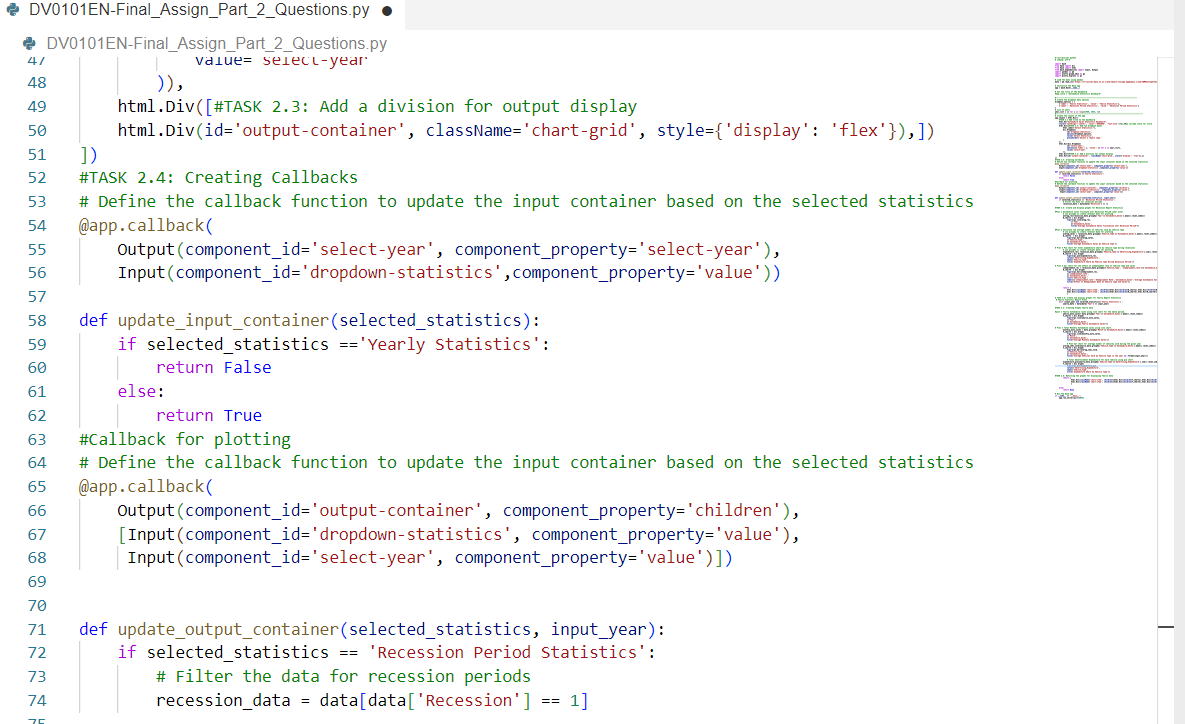 DV0101EN-Final_Assign_Part_2_Questions.py ●
DV0101EN-Final_Assign_Part_2_Questions.py
47 value='select-year'
48 )),
49 html.Div([#TASK 2.3: Add a division for output display
50 html.Div(id='output-container', className='chart-grid', style={'display': 'flex'}),])
51 ])
52 #TASK 2.4: Creating Callbacks
53 # Define the callback function to update the input container based on the selected statistics
54 @app.callback(
55 Output(component_id='select-year', component_property='select-year'),
56 Input(component_id='dropdown-statistics',component_property='value'))
57
58 def update_input_container(selected_statistics):
59 if selected_statistics =='Yearly Statistics':
60 return False
61 else:
62 return True
63 #Callback for plotting
64 # Define the callback function to update the input container based on the selected statistics
65 @app.callback(
66 Output(component_id='output-container', component_property='children'),
67 [Input(component_id='dropdown-statistics', component_property='value'),
68 Input(component_id='select-year', component_property='value')])
69
70
71 def update_output_container(selected_statistics, input_year):
72 if selected_statistics == 'Recession Period Statistics':
73 # Filter the data for recession periods
74 recession_data = data[data['Recession'] == 1]
75